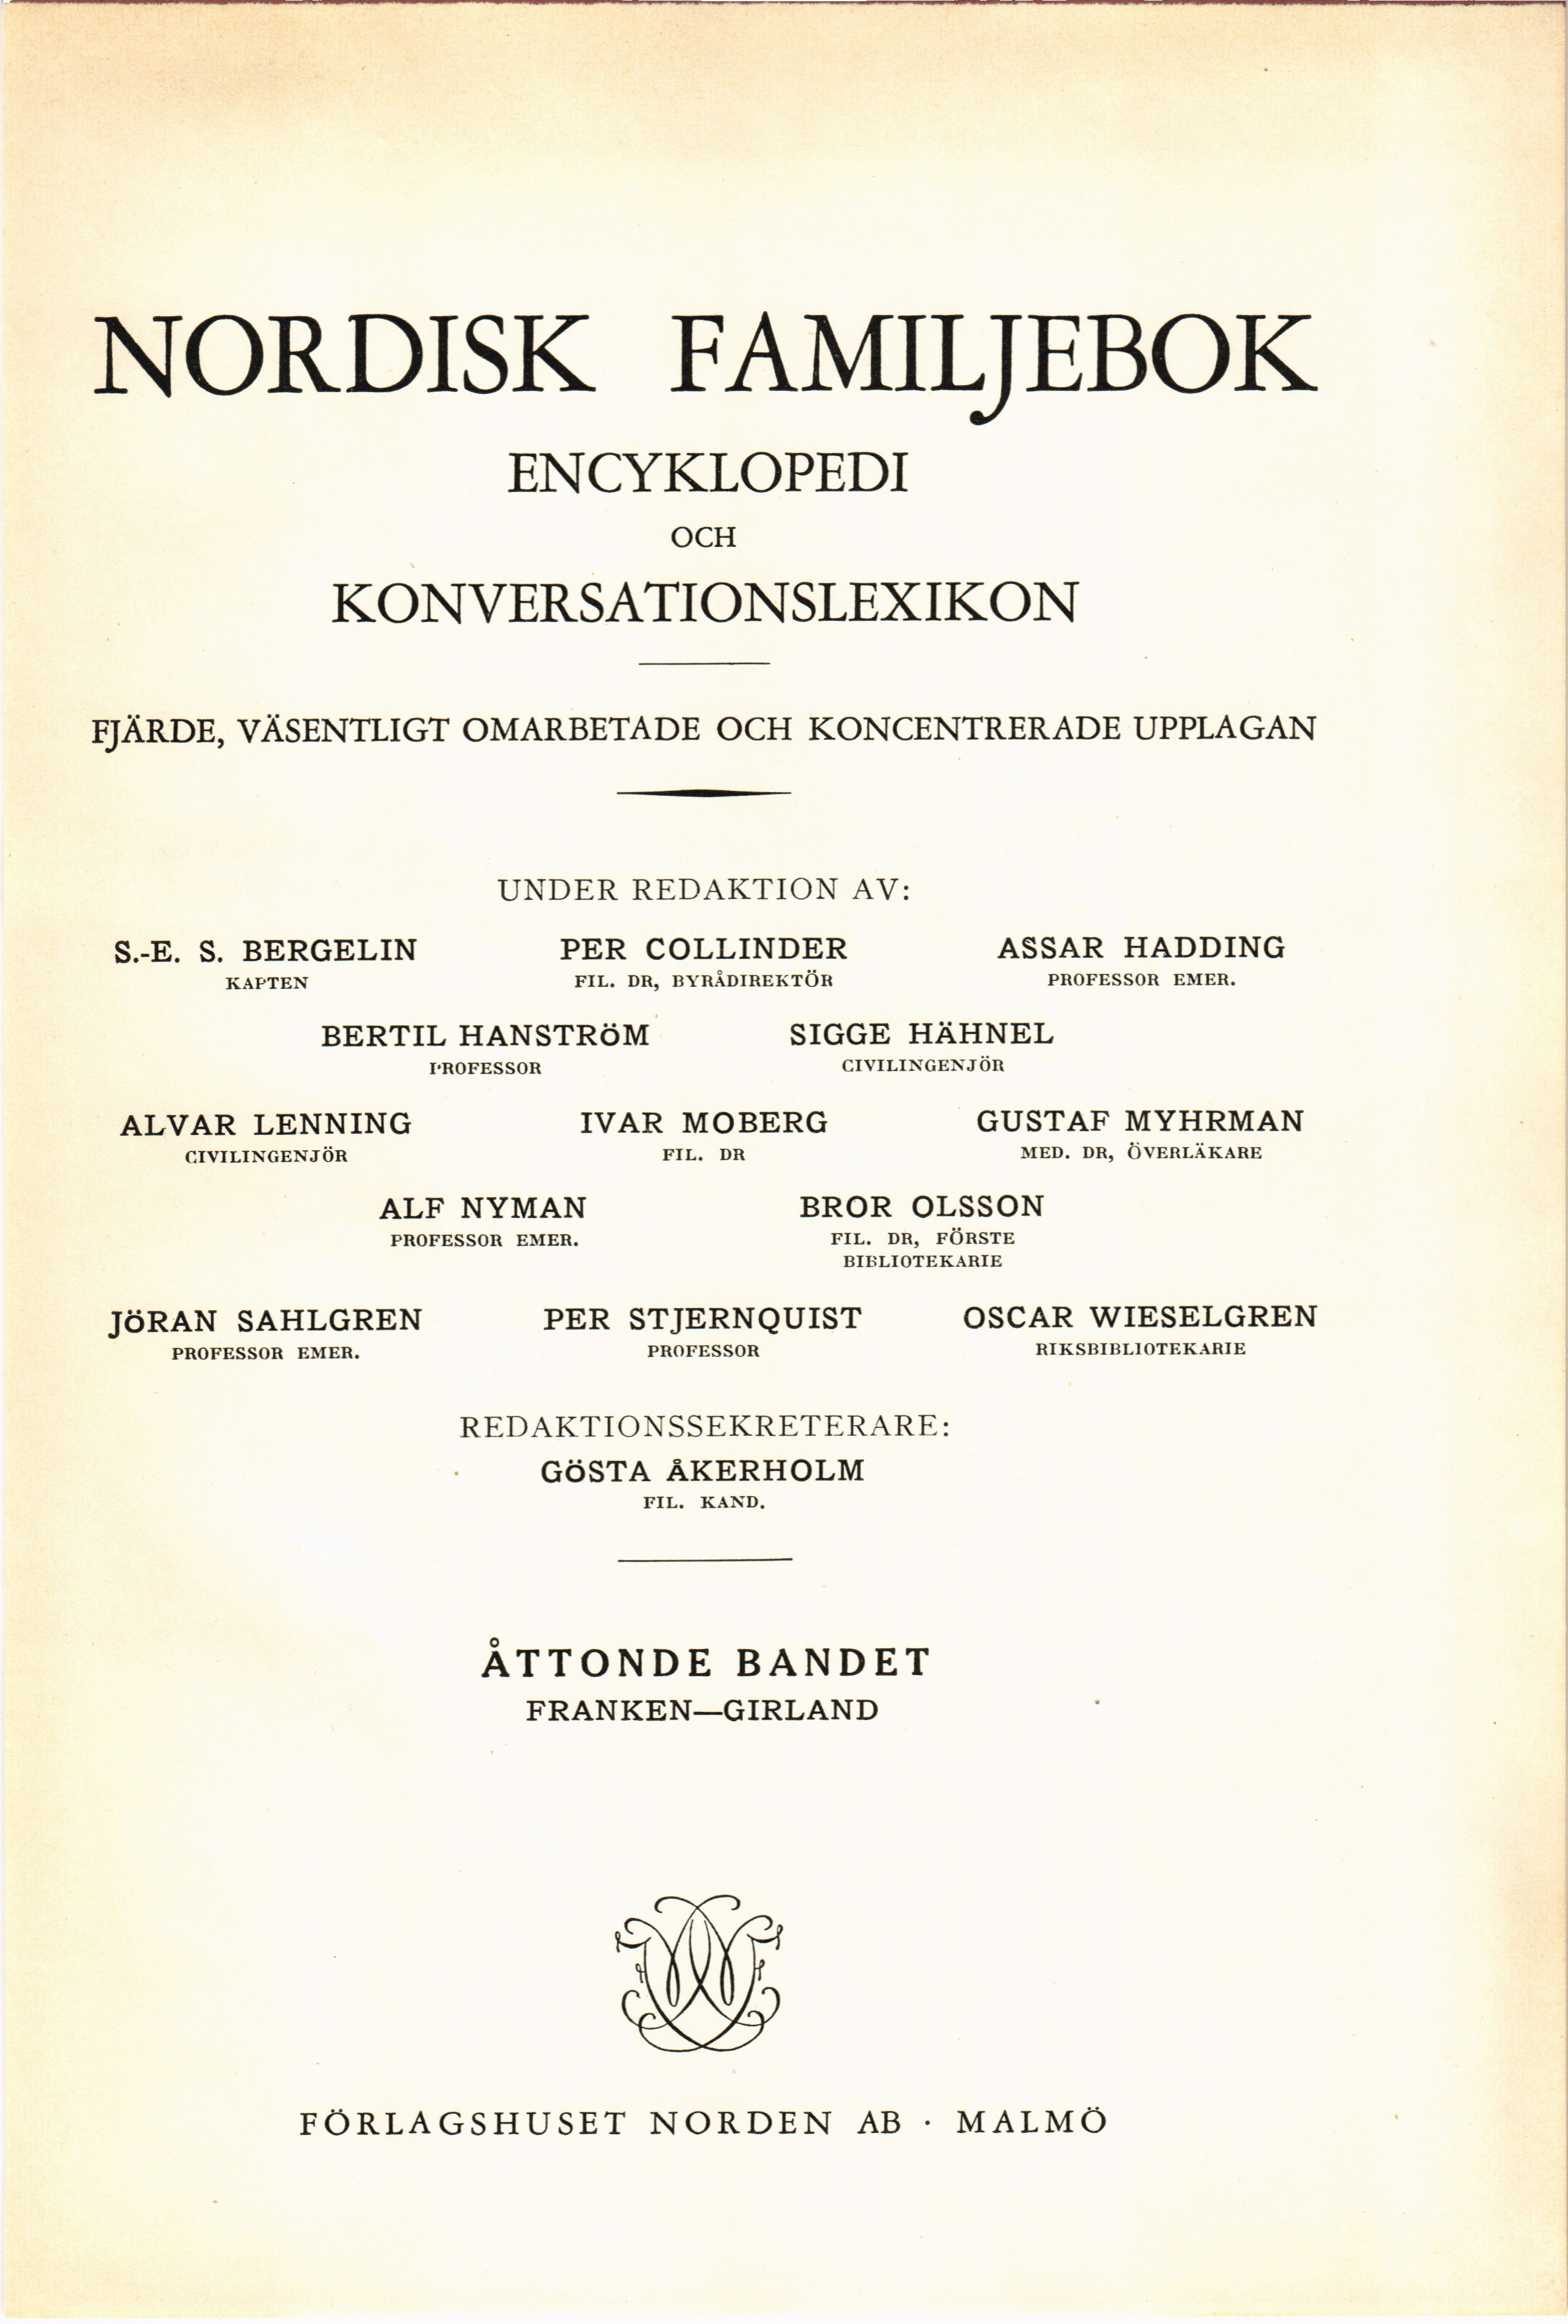 NORDISK FAMILJEBOK
ENCYKLOPEDI
OCH
KONVERSATIONSLEXIKON
FJÄRDE, VÄSENTLIGT OMARBETADE OCH KONCENTRERADE UPPLAGAN
UNDER REDAKTION AV:
S.-E. S. BERGELIN PER COLLINDER ASSAR HADDING
KAPTEN FIL. DR, BYRÅDIREKTÖR PROFESSOR EMER.
BERTIL HANSTRÖM SIGGE HÄHNEL
PROFESSOR CIVILINGENJÖR
ALVAR LENNING IVAR MOBERG GUSTAF MYHRMAN
CIVILINGENJÖR FIL. DR MED. DR, ÖVERLÄKARE
ALF NYMAN BROR OLSSON
PROFESSOR EMER. FIL. DR, FÖRSTE
BIBLIOTEKARIE
JÖRAN SAHLGREN PER STJERNQUIST OSCAR WIESELGREN
PROFESSOR EMER. PROFESSOR RIKSBIBLIOTEKARIE
REDAKTIONSSEKRETERARE:
GÖSTA ÅKERHOLM
FIL. KAND.
ÅTTONDE BANDET
FRANKEN—GIRLAND
FÖRLAGSHUSET NORDEN AB · MALMÖ